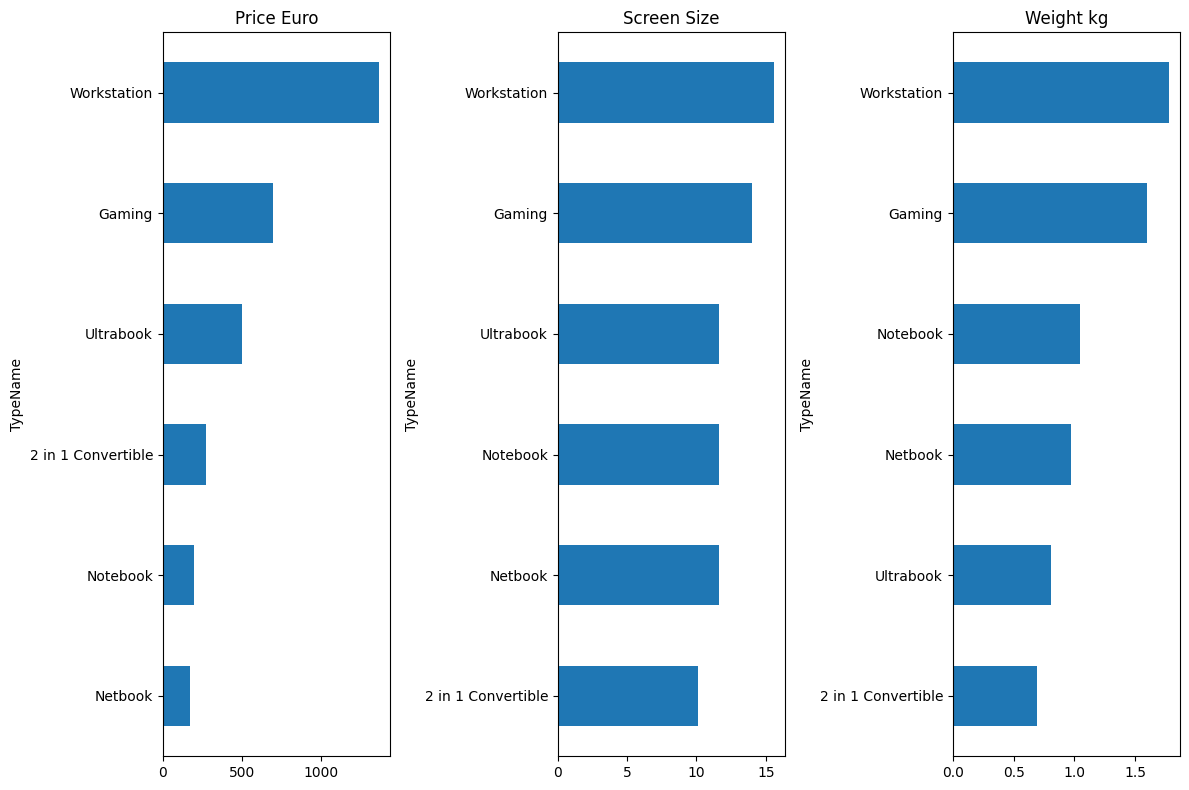 Price Euro
Workstation
Gaming
Ultrabook
2 in 1 Convertible
Notebook
Netbook
TypeName
0 500 1000
Screen Size
Workstation
Gaming
Ultrabook
Notebook
Netbook
2 in 1 Convertible
TypeName
0 5 10 15
Weight kg
Workstation
Gaming
Notebook
Netbook
Ultrabook
2 in 1 Convertible
TypeName
0.0 0.5 1.0 1.5